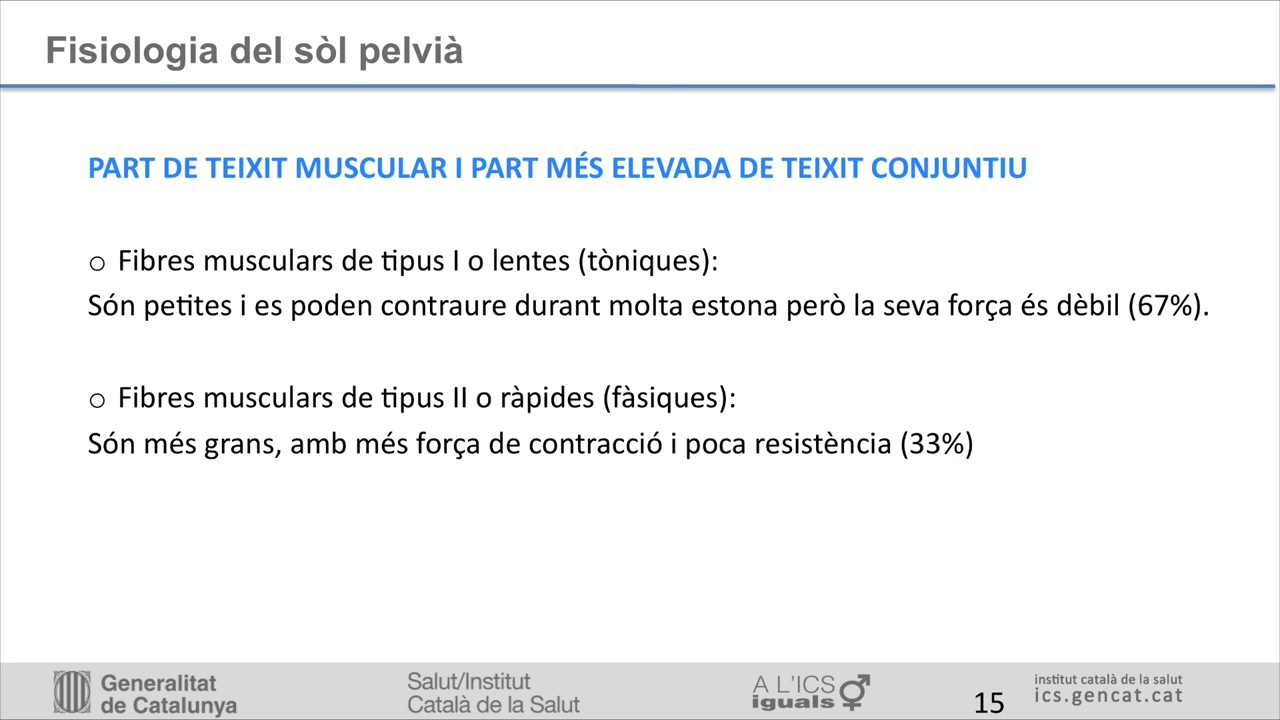 Fisiologia del sòl pelvià
PART DE TEIXIT MUSCULAR I PART MÉS ELEVADA DE TEIXIT CONJUNTIU
o Fibres musculars de tipus I o lentes (tòniques):
Són petites i es poden contraure durant molta estona però la seva força és dèbil (67%).
o Fibres musculars de tipus II o ràpides (fàsiques):
Són més grans, amb més força de contracció i poca resistència (33%)
Generalitat
de Catalunya
Salut/Institut
Català de la Salut
A L'ICS
iguals
15
institut català de la salut
ics.gencat.cat